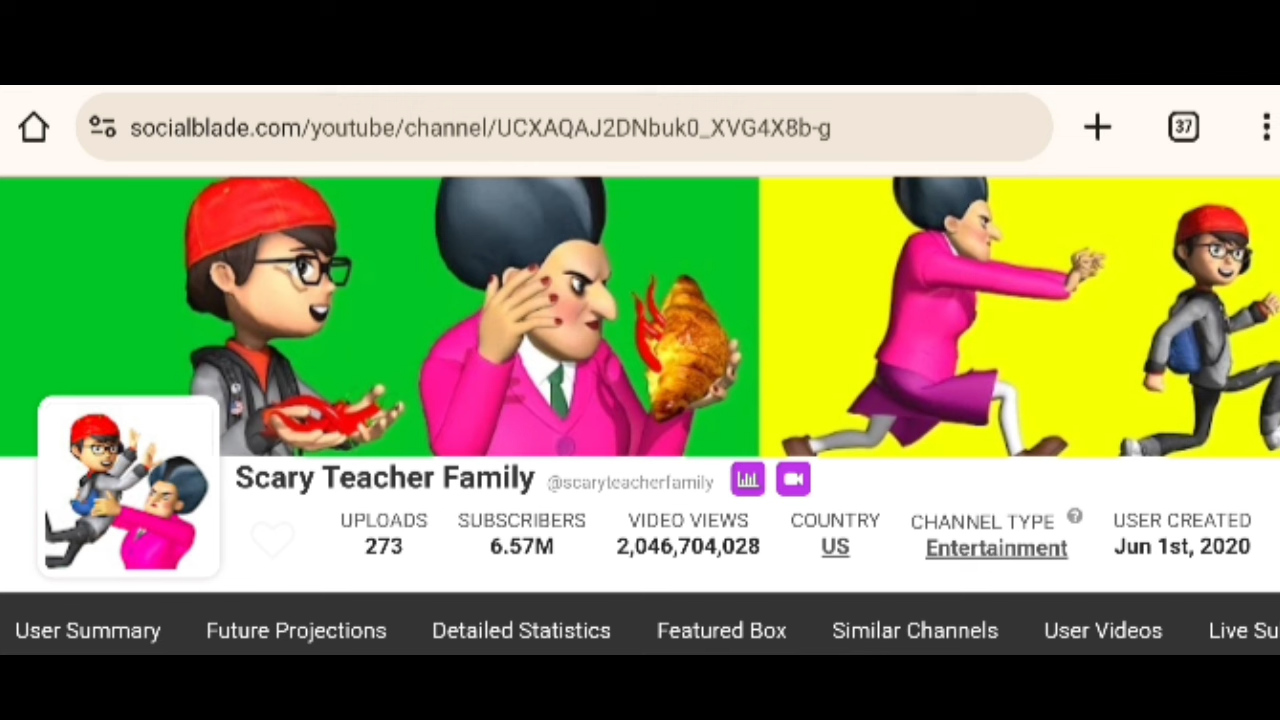 socialblade.com/youtube/channel/UCXAQAJ2DNbuk0_XVG4X8b-g
37
Scary Teacher Family @scaryteacherfamily
UPLOADS SUBSCRIBERS VIDEO VIEWS COUNTRY CHANNEL TYPE ? USER CREATED
273 6.57M 2,046,704,028 US Entertainment Jun 1st, 2020
User Summary Future Projections Detailed Statistics Featured Box Similar Channels User Videos Live Su